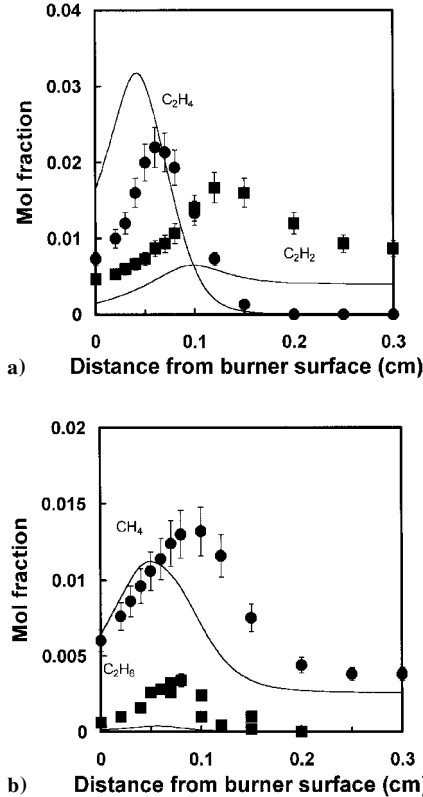 0.04
0.03
0.02
0.01
0
Mol fraction
C2H4
C2H2
0
0.1
0.2
0.3
a) Distance from burner surface (cm)
0.02
0.015
0.01
0.005
0
Mol fraction
CH4
C2H6
0
0.1
0.2
0.3
b) Distance from burner surface (cm)